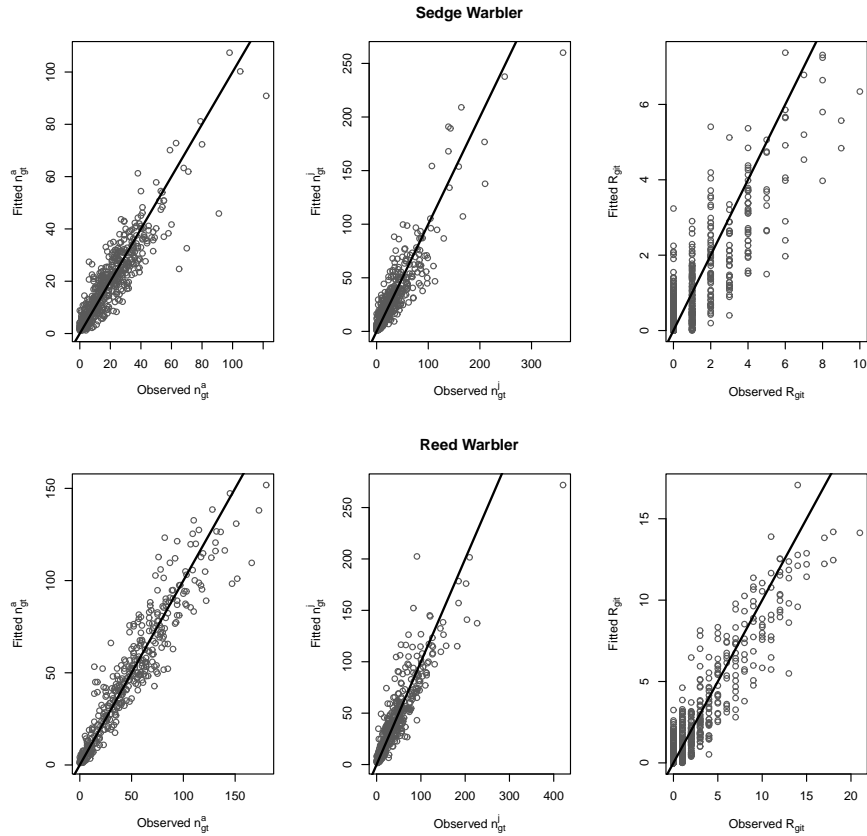 Sedge Warbler
Fitted n^a_gt
100
80
60
40
20
0
0 20 40 60 80 100
Observed n^a_gt
Fitted n^j_gt
250
200
150
100
50
0
0 100 200 300
Observed n^j_gt
Fitted R_git
6
4
2
0
0 2 4 6 8 10
Observed R_git
Reed Warbler
Fitted n^a_gt
150
100
50
0
0 50 100 150
Observed n^a_gt
Fitted n^j_gt
250
200
150
100
50
0
0 100 200 300 400
Observed n^j_gt
Fitted R_git
15
10
5
0
0 5 10 15 20
Observed R_git